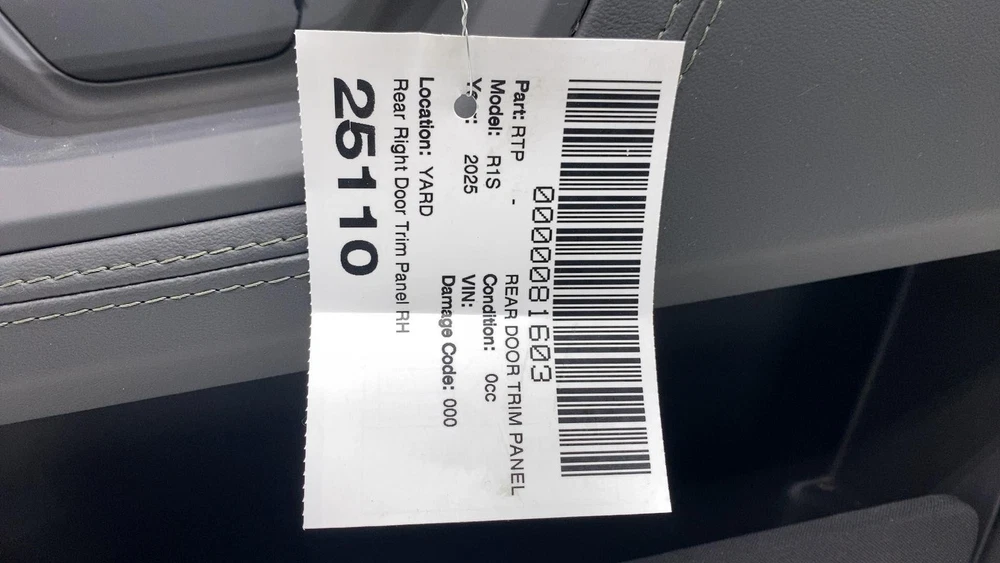 0000081603
Part: RTP - REAR DOOR TRIM PANEL
Model: R1S Condition: 0cc
Year: 2025 VIN:
Damage Code: 000
Location: YARD
Rear Right Door Trim Panel RH
25110